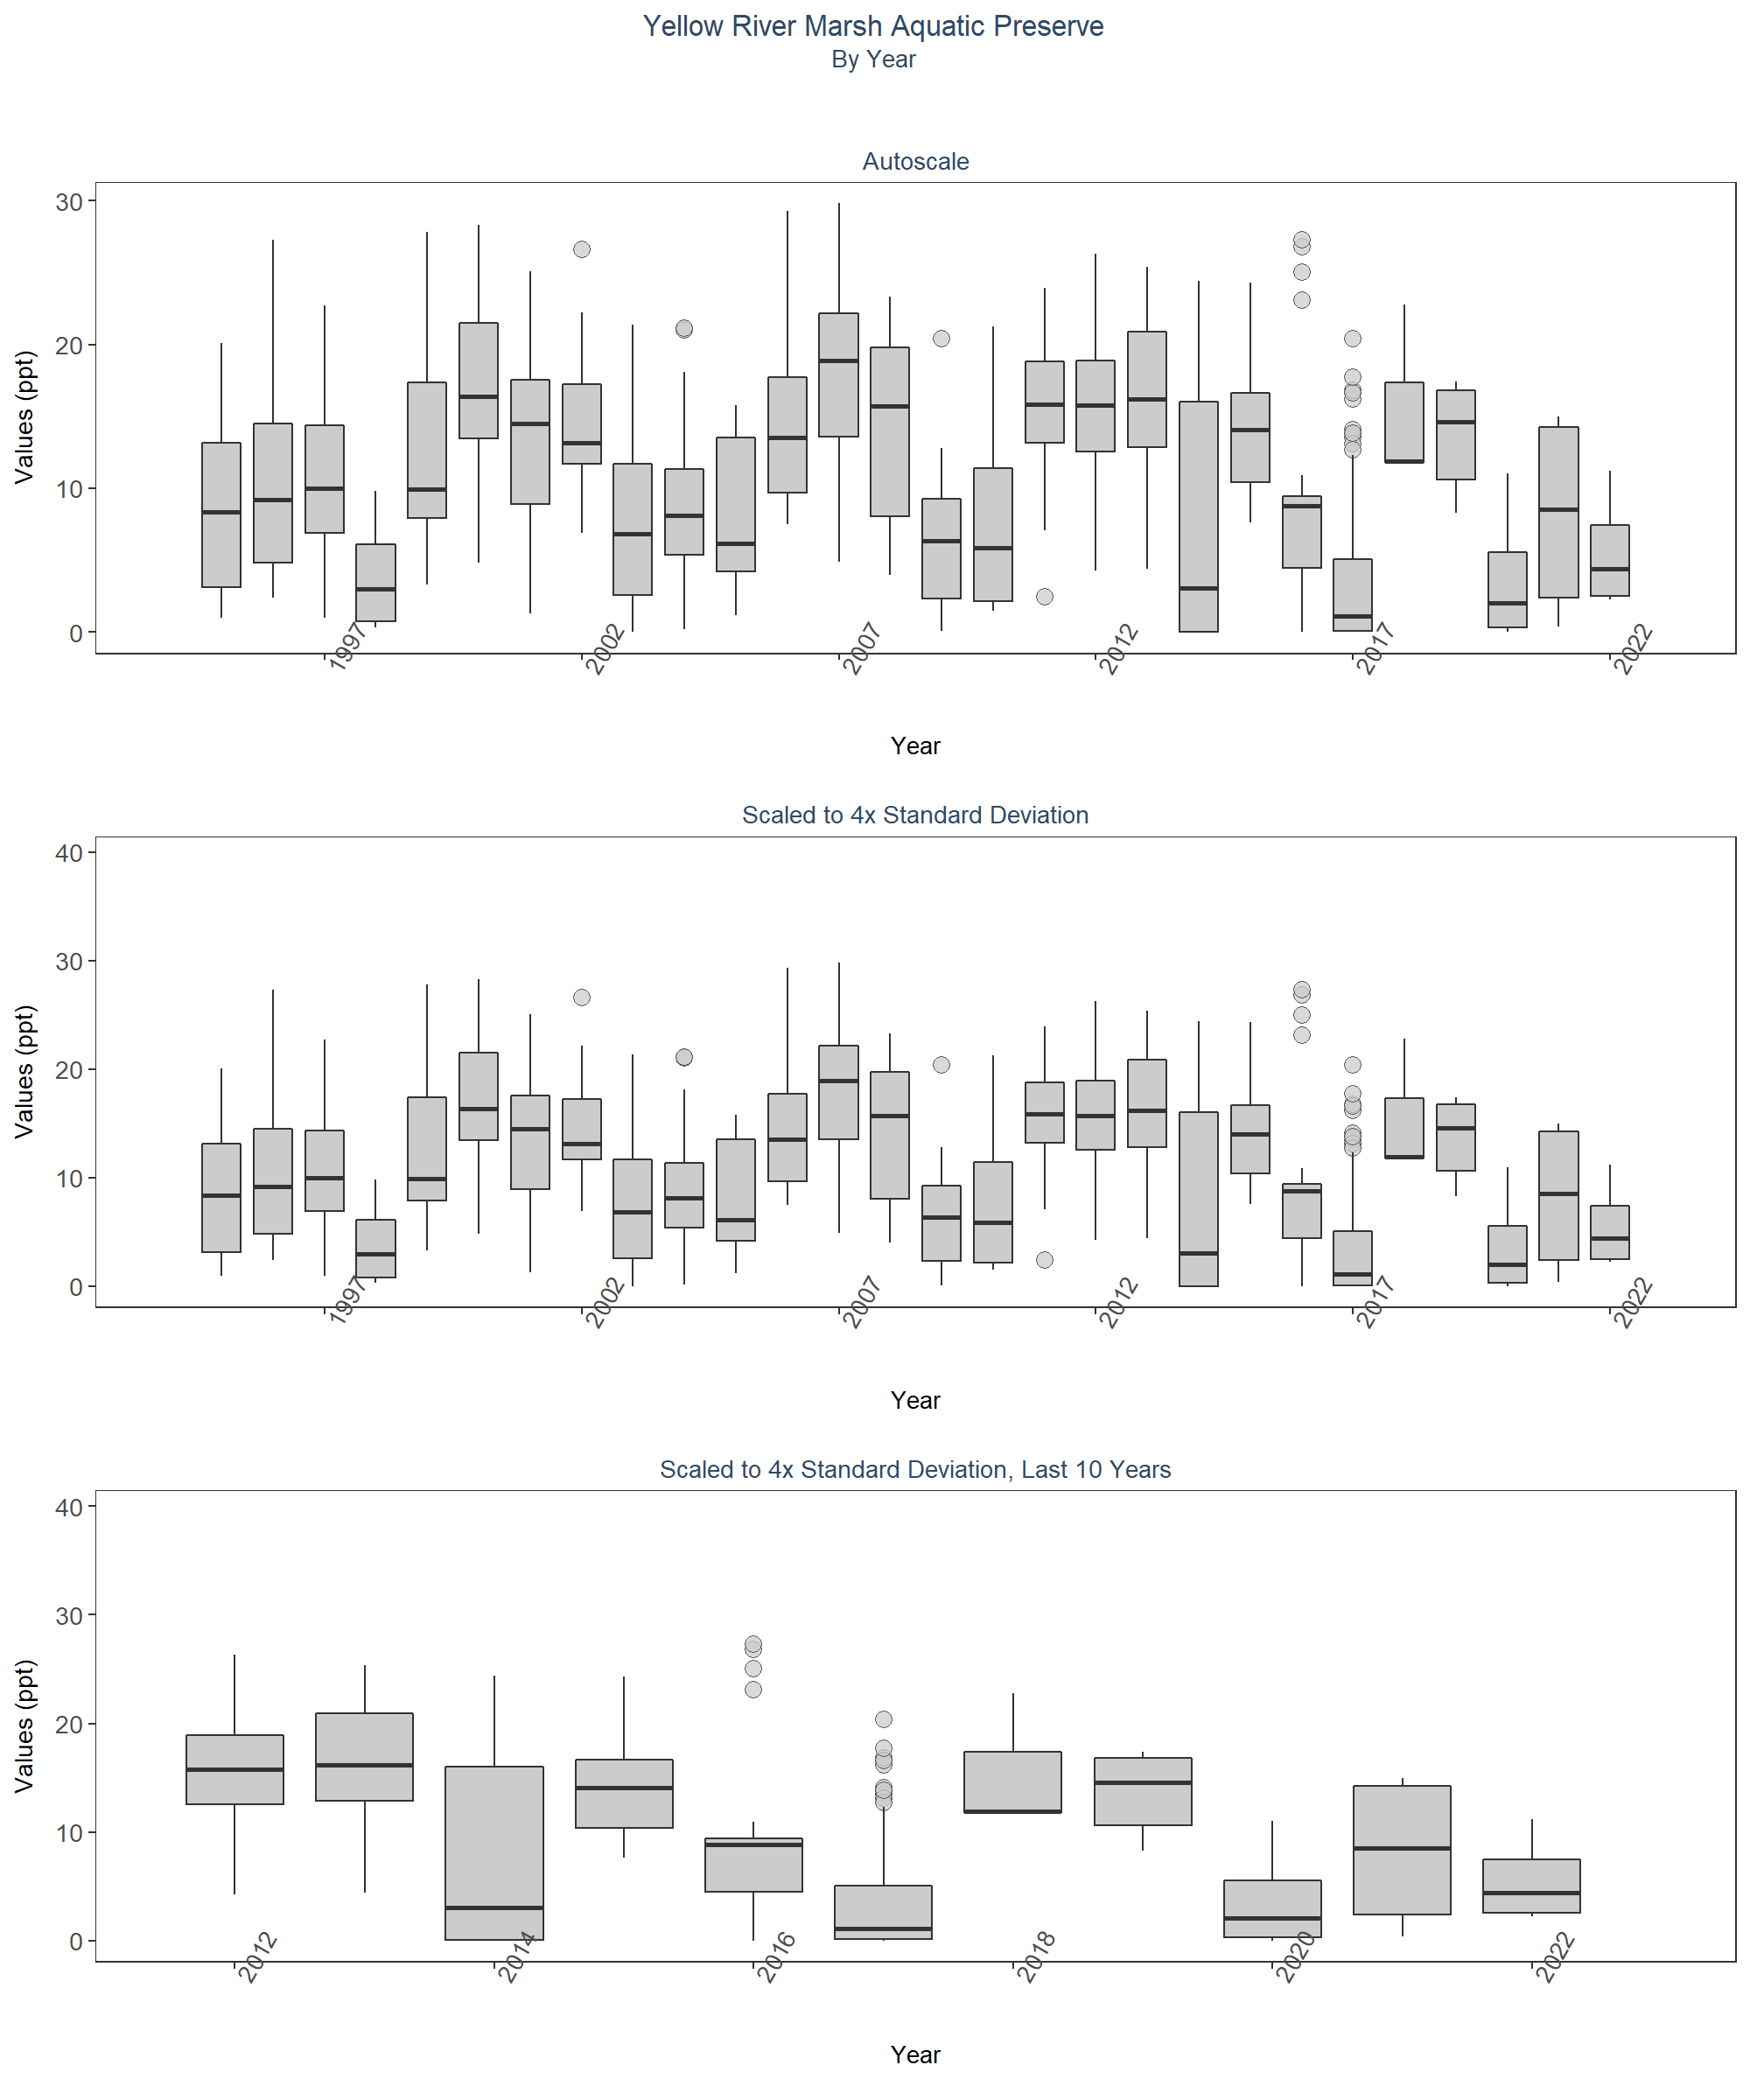 Yellow River Marsh Aquatic Preserve
By Year
Autoscale
Values (ppt)
30
20
10
0
1997 2002 2007 2012 2017 2022
Year
Scaled to 4x Standard Deviation
Values (ppt)
40
30
20
10
0
1997 2002 2007 2012 2017 2022
Year
Scaled to 4x Standard Deviation, Last 10 Years
Values (ppt)
40
30
20
10
0
2012 2014 2016 2018 2020 2022
Year